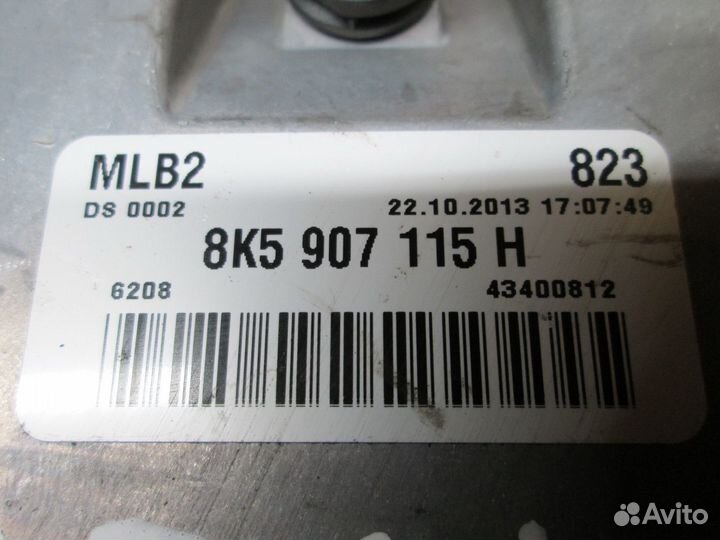 MLB2 823
DS 0002 22.10.2013 17:07:49
8K5 907 115 H
6208 43400812
Avito